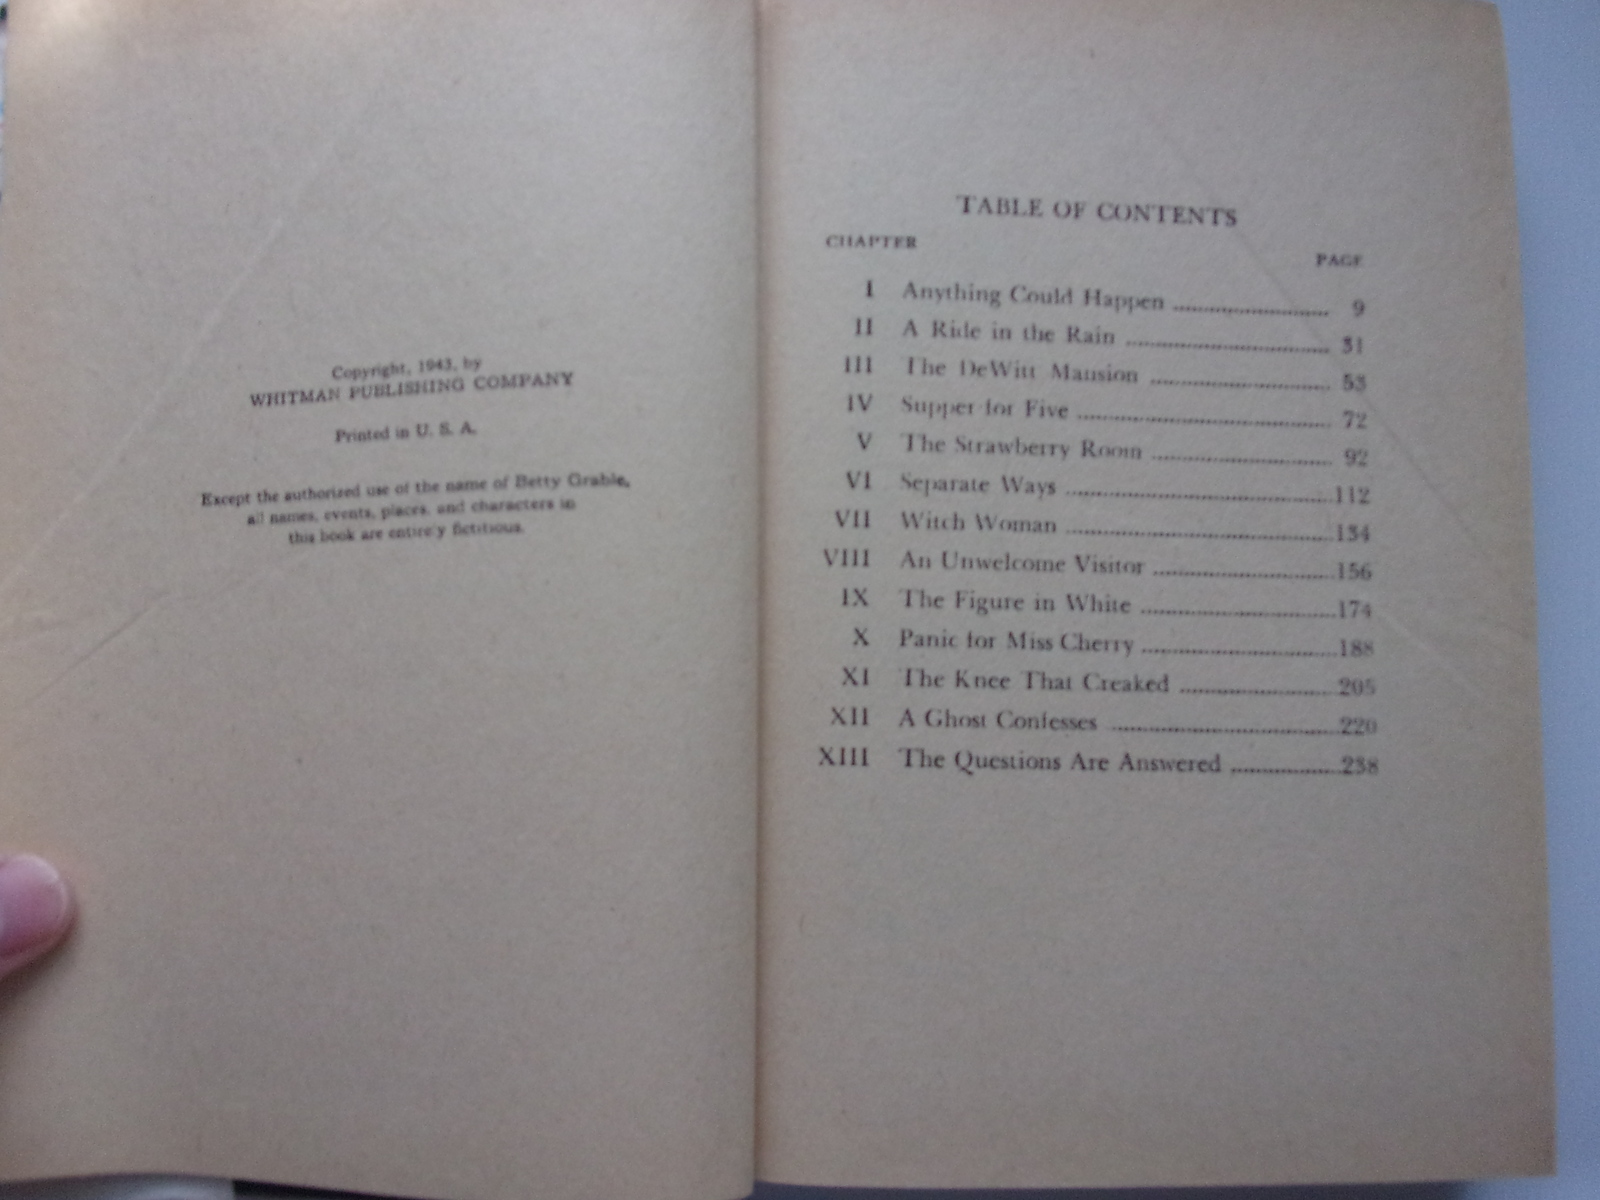 Copyright, 1943, by
WHITMAN PUBLISHING COMPANY
Printed in U. S. A.
Except the authorized use of the name of Betty Grable,
all names, events, places, and characters in
this book are entirely fictitious.
TABLE OF CONTENTS
CHAPTER PAGE
I Anything Could Happen 9
II A Ride in the Rain 31
III The DeWitt Mansion 53
IV Supper for Five 72
V The Strawberry Room 92
VI Separate Ways 112
VII Witch Woman 134
VIII An Unwelcome Visitor 156
IX The Figure in White 174
X Panic for Miss Cherry 188
XI The Knee That Creaked 205
XII A Ghost Confesses 220
XIII The Questions Are Answered 238